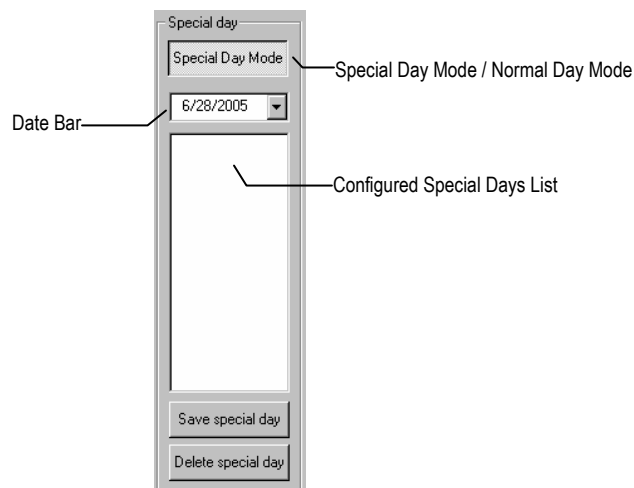 Special day
Special Day Mode
Special Day Mode / Normal Day Mode
6/28/2005
Date Bar
Configured Special Days List
Save special day
Delete special day